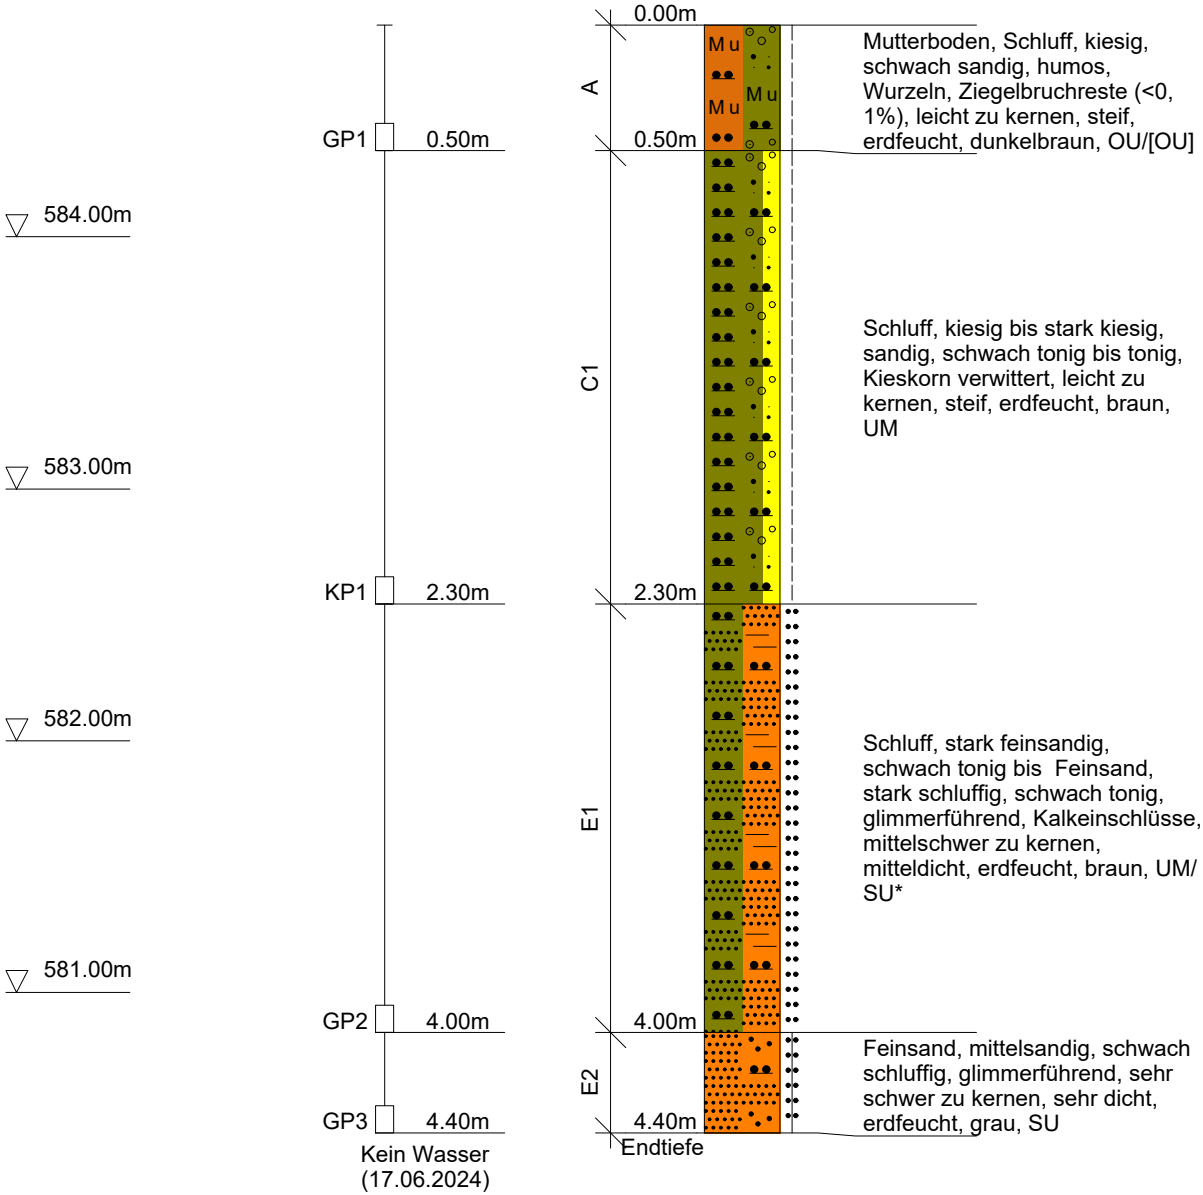 0.00m
Mu
Mu
Mu
A
Mutterboden, Schluff, kiesig,
schwach sandig, humos,
Wurzeln, Ziegelbruchreste (<0,
1%), leicht zu kernen, steif,
erdfeucht, dunkelbraun, OU/[OU]
GP1 0.50m
0.50m
584.00m
C1
Schluff, kiesig bis stark kiesig,
sandig, schwach tonig bis tonig,
Kieskorn verwittert, leicht zu
kernen, steif, erdfeucht, braun,
UM
583.00m
KP1 2.30m
2.30m
582.00m
E1
Schluff, stark feinsandig,
schwach tonig bis Feinsand,
stark schluffig, schwach tonig,
glimmerführend, Kalkeinschlüsse,
mittelschwer zu kernen,
mitteldicht, erdfeucht, braun, UM/
SU*
581.00m
GP2 4.00m
4.00m
E2
Feinsand, mittelsandig, schwach
schluffig, glimmerführend, sehr
schwer zu kernen, sehr dicht,
erdfeucht, grau, SU
GP3 4.40m
4.40m
Endtiefe
Kein Wasser
(17.06.2024)